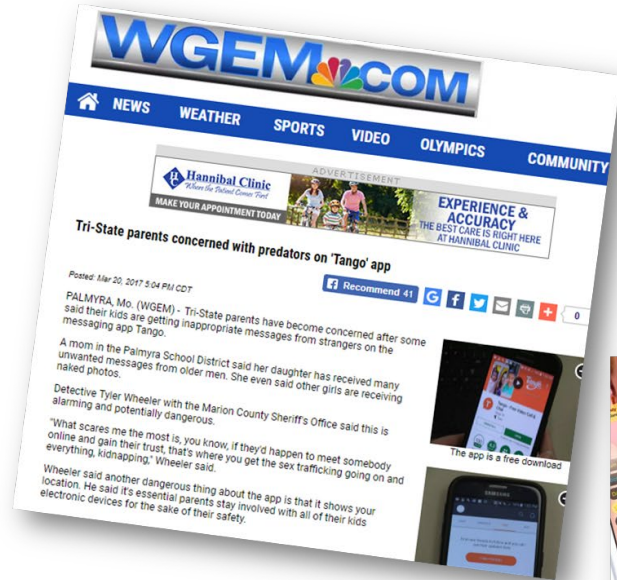 WGEM.COM
NEWS WEATHER SPORTS VIDEO OLYMPICS COMMUNITY
ADVERTISEMENT
Hannibal Clinic
Where the Patient Comes First
MAKE YOUR APPOINTMENT TODAY
EXPERIENCE &
ACCURACY
THE BEST CARE IS RIGHT HERE
AT HANNIBAL CLINIC
Tri-State parents concerned with predators on 'Tango' app
Posted: Mar 20, 2017 5:04 PM CDT
Recommend 41
0
PALMYRA, Mo. (WGEM) - Tri-State parents have become concerned after some
said their kids are getting inappropriate messages from strangers on the
messaging app Tango.
A mom in the Palmyra School District said her daughter has received many
unwanted messages from older men. She even said other girls are receiving
naked photos.
Detective Tyler Wheeler with the Marion County Sheriff's Office said this is
alarming and potentially dangerous.
"What scares me the most is, you know, if they'd happen to meet somebody
online and gain their trust, that's where you get the sex trafficking going on and
everything, kidnapping," Wheeler said.
Wheeler said another dangerous thing about the app is that it shows your
location. He said it's essential parents stay involved with all of their kids
electronic devices for the sake of their safety.
The app is a free download
SAMSUNG